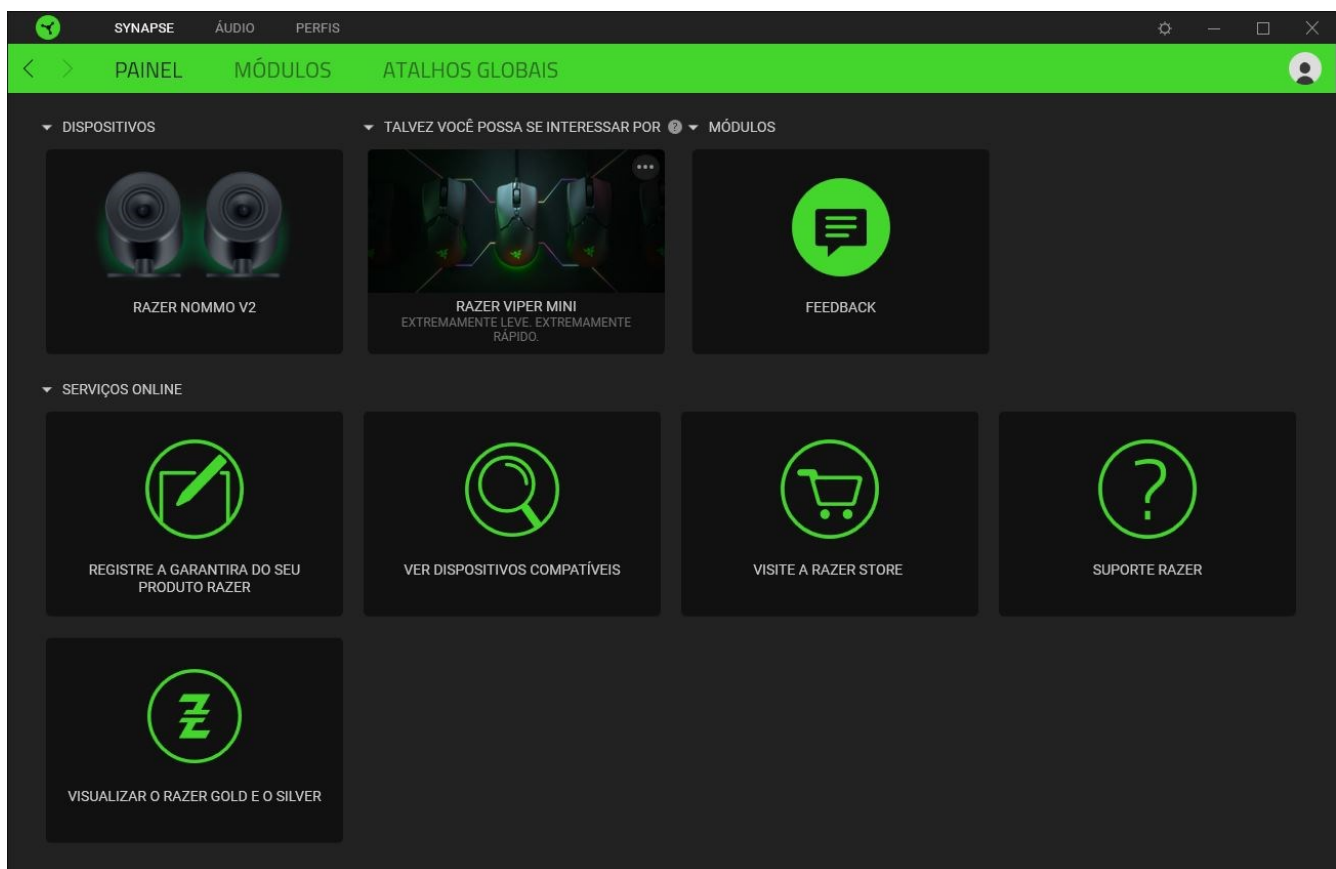 SYNAPSE ÁUDIO PERFIS
PAINEL MÓDULOS ATALHOS GLOBAIS
DISPOSITIVOS
TALVEZ VOCÊ POSSA SE INTERESSAR POR ?
MÓDULOS
RAZER NOMMO V2
RAZER VIPER MINI
EXTREMAMENTE LEVE. EXTREMAMENTE
RÁPIDO.
FEEDBACK
SERVIÇOS ONLINE
REGISTRE A GARANTIRA DO SEU
PRODUTO RAZER
VER DISPOSITIVOS COMPATÍVEIS
VISITE A RAZER STORE
?
SUPORTE RAZER
VISUALIZAR O RAZER GOLD E O SILVER